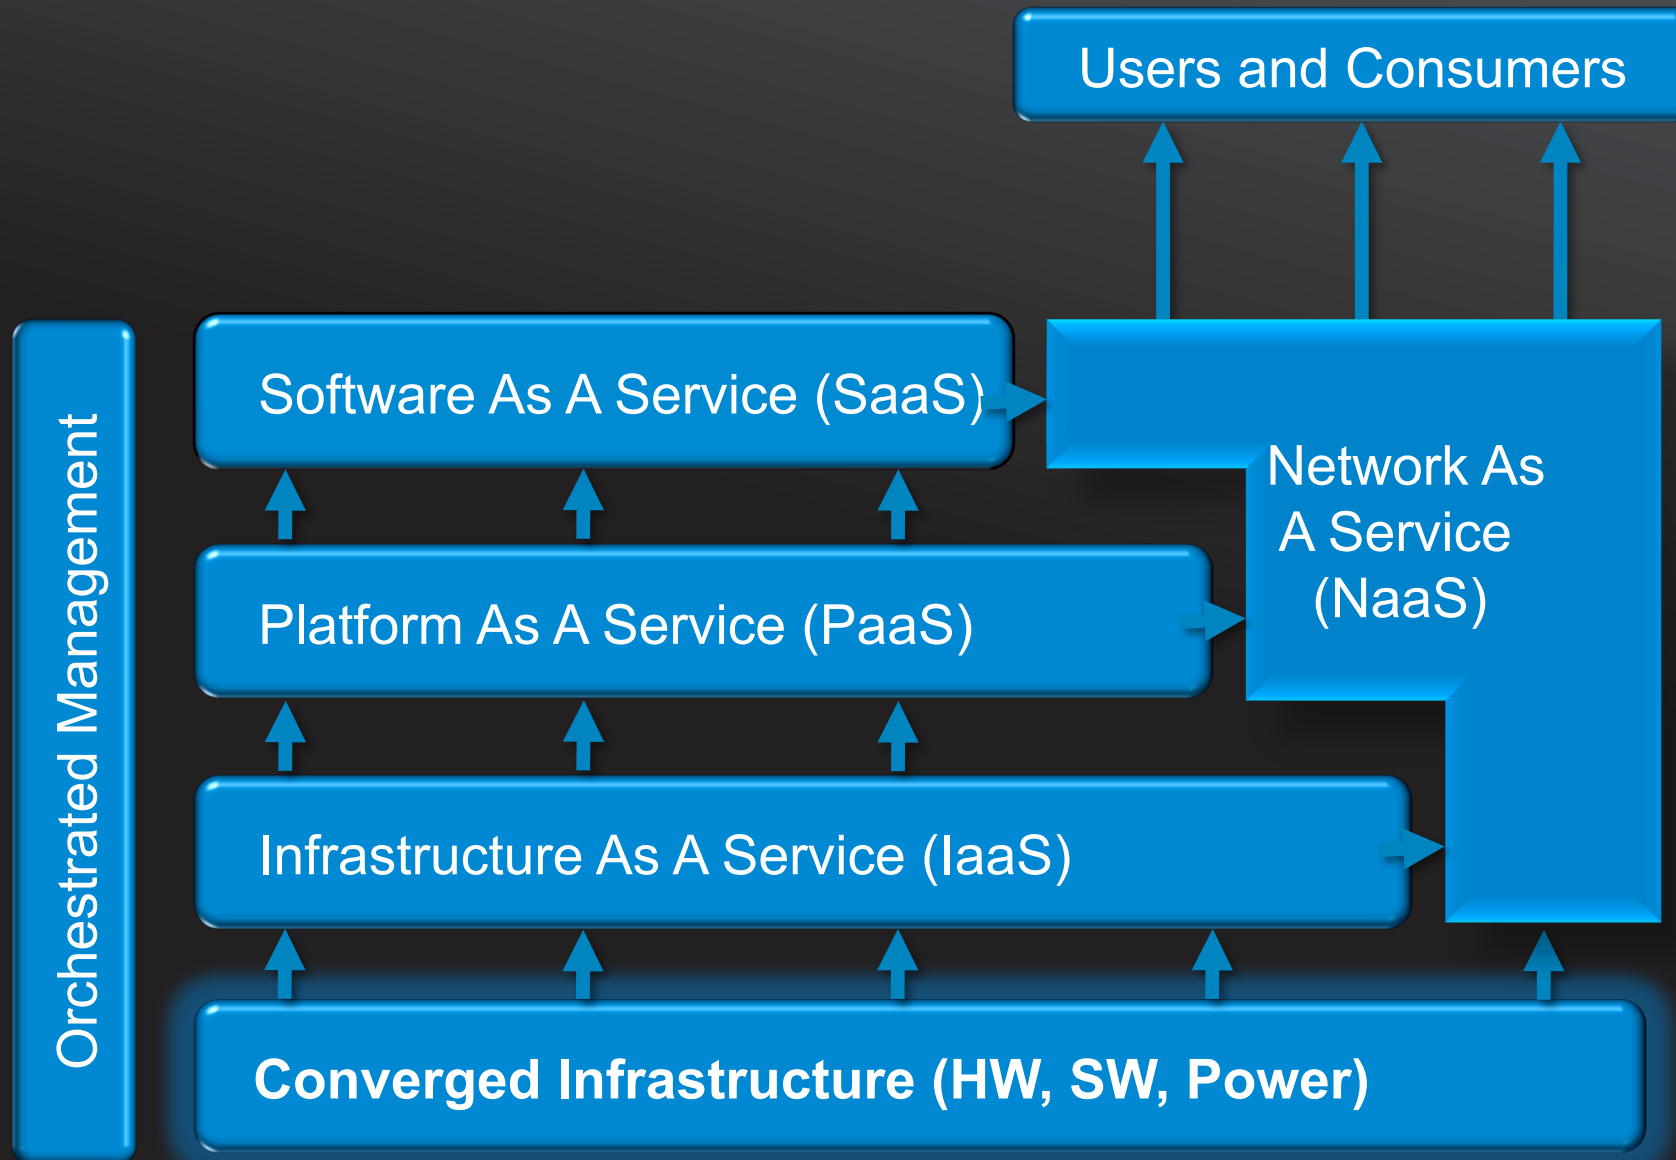 Users and Consumers
Orchestrated Management
Software As A Service (SaaS)
Network As
A Service
(NaaS)
Platform As A Service (PaaS)
Infrastructure As A Service (IaaS)
Converged Infrastructure (HW, SW, Power)